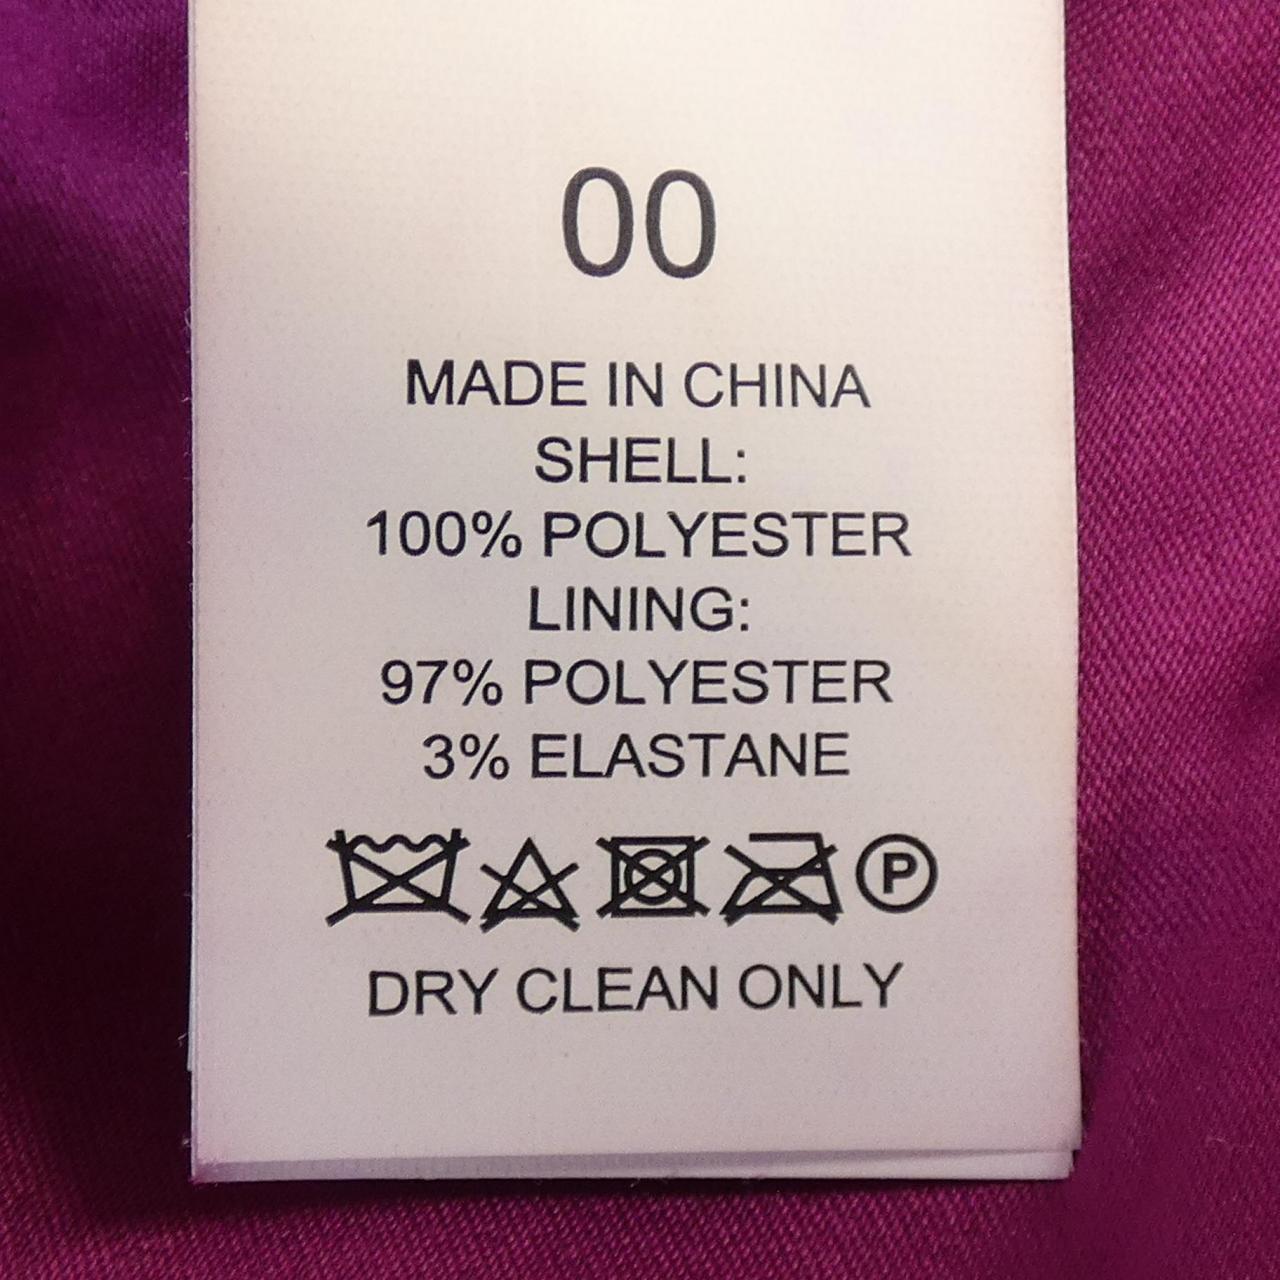 00
MADE IN CHINA
SHELL:
100% POLYESTER
LINING:
97% POLYESTER
3% ELASTANE
P
DRY CLEAN ONLY